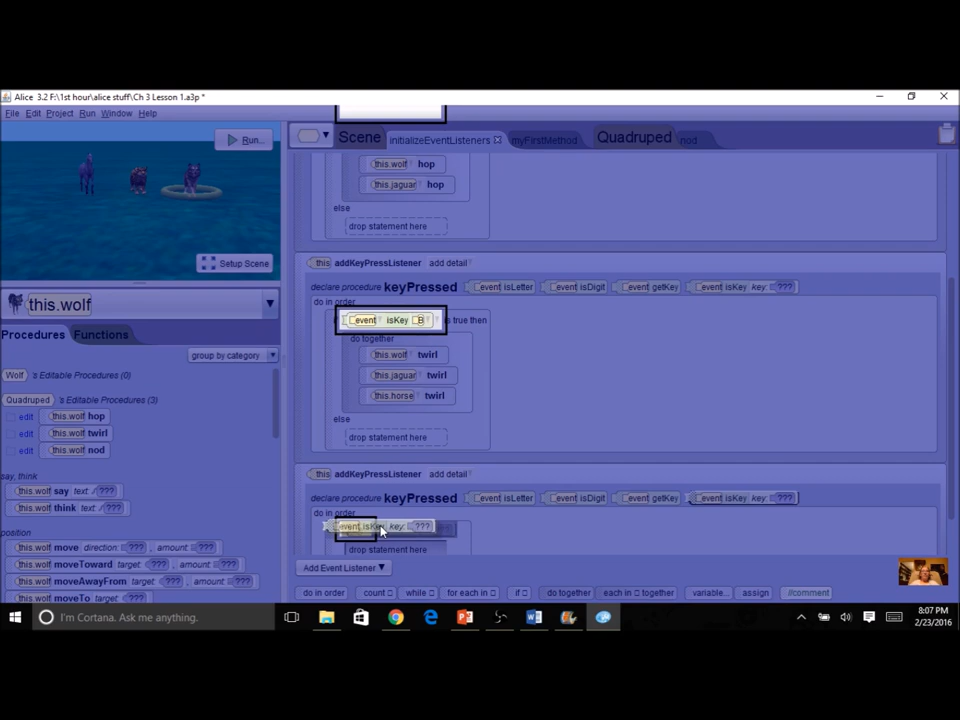 Alice 3.2 F:\1st hour\alice stuff\Ch 3 Lesson 1.a3p *
File Edit Project Run Window Help
Run...
Setup Scene
this.wolf
Procedures Functions
group by category
Wolf 's Editable Procedures (0)
Quadruped 's Editable Procedures (3)
edit this.wolf hop
edit this.wolf twirl
edit this.wolf nod
say, think
this.wolf say text ???
this.wolf think text ???
position
this.wolf move direction: ??? , amount: ???
this.wolf moveToward target: ??? , amount: ???
this.wolf moveAwayFrom target: ??? , amount: ???
this.wolf moveTo target: ???
Scene initializeEventListeners myFirstMethod Quadruped nod
this.wolf hop
this.jaguar hop
else
drop statement here
this addKeyPressListener add detail
declare procedure keyPressed event isLetter event isDigit event getKey event isKey key: ???
do in order
event isKey B is true then
do together
this.wolf twirl
this.jaguar twirl
this.horse twirl
else
drop statement here
this addKeyPressListener add detail
declare procedure keyPressed event isLetter event isDigit event getKey event isKey key: ???
do in order
event isKey key: ???
drop statement here
Add Event Listener
do in order count while for each in if do together each in together variable... assign //comment
I'm Cortana. Ask me anything.
8:07 PM
2/23/2016